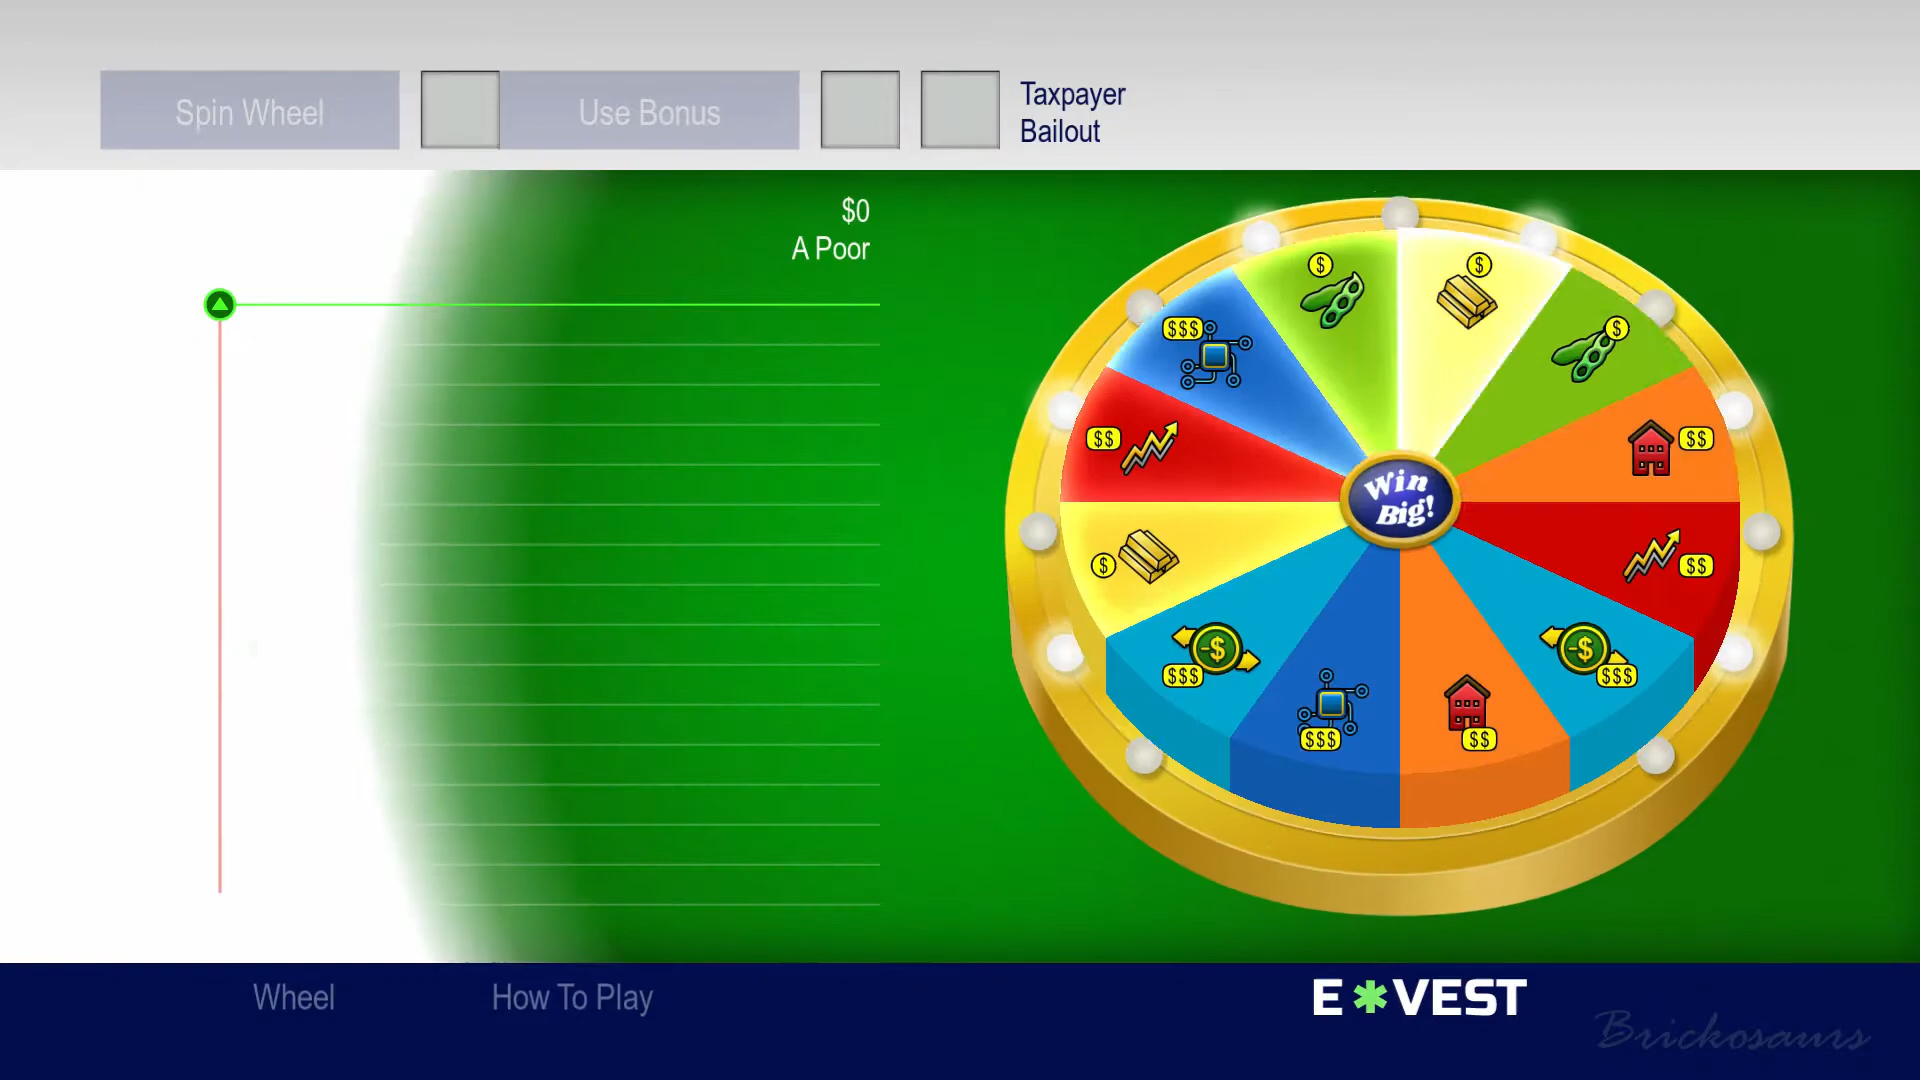 Spin Wheel
Use Bonus
Taxpayer
Bailout
$0
A Poor
$
$
$$$
$
$$
$$
Win
Big!
$
$$
-$
$$$
-$
$$$
$$$
$$
Wheel
How To Play
E*VEST
Brickosaurs